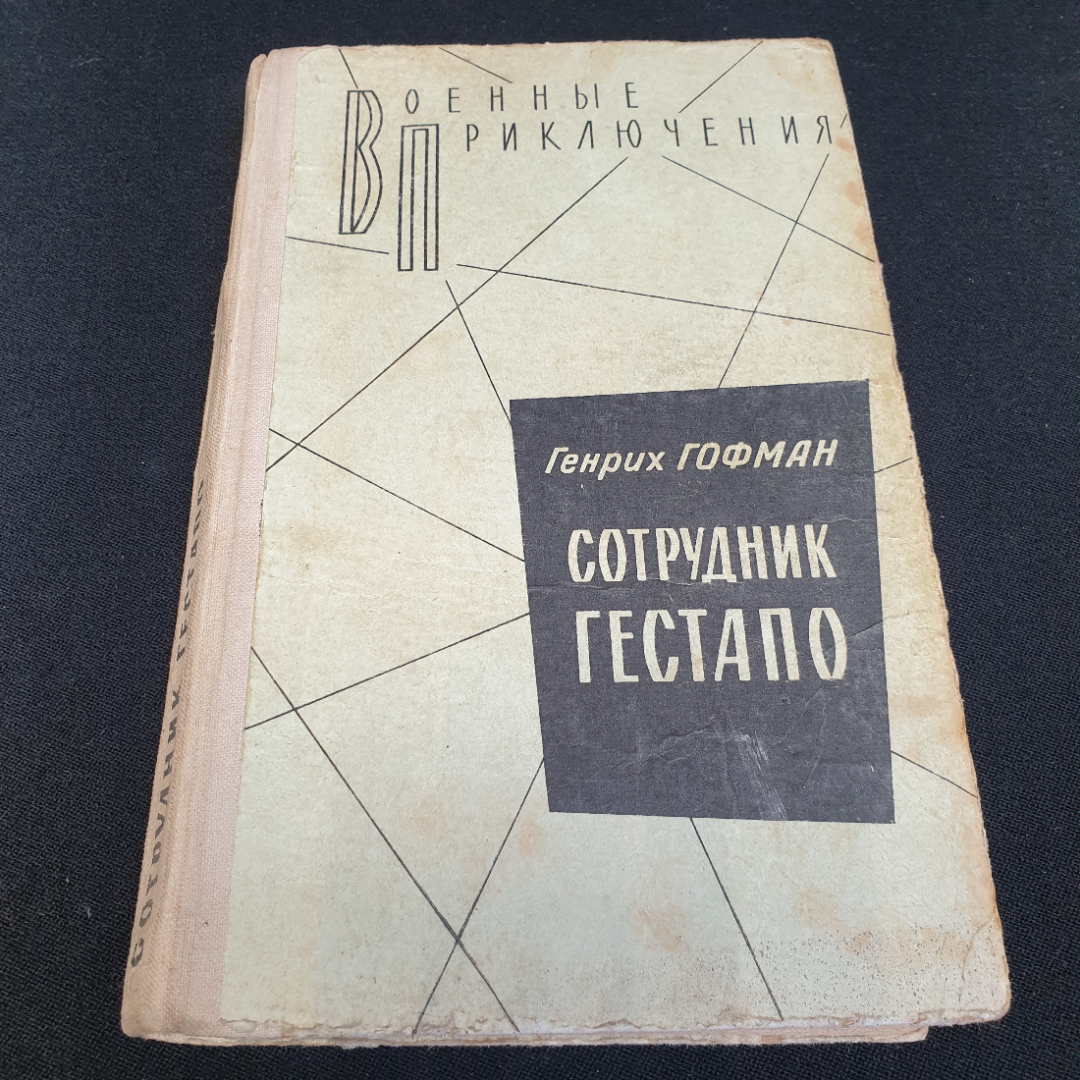 Военные
Приключения
Генрих ГОФМАН
СОТРУДНИК
ГЕСТАПО
СОТРУДНИК ГЕСТАПО